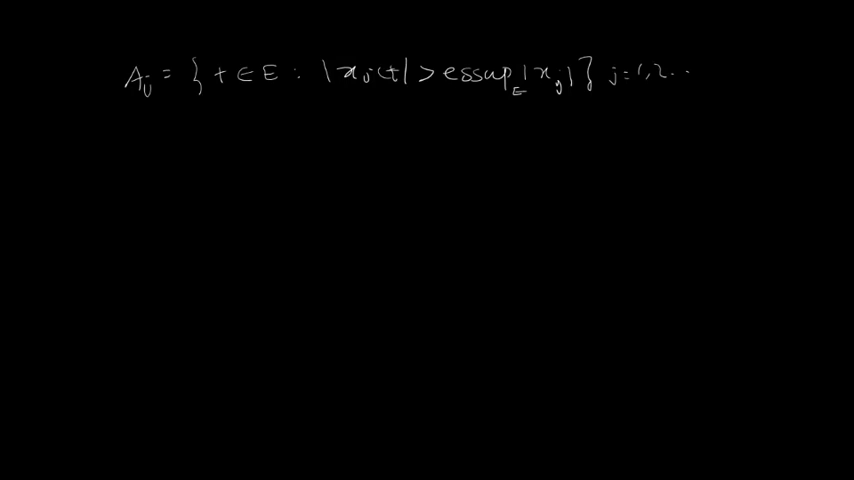 A_j = { t ∈ E : |x_j(t| > essup_E |x_j| } j=1,2...